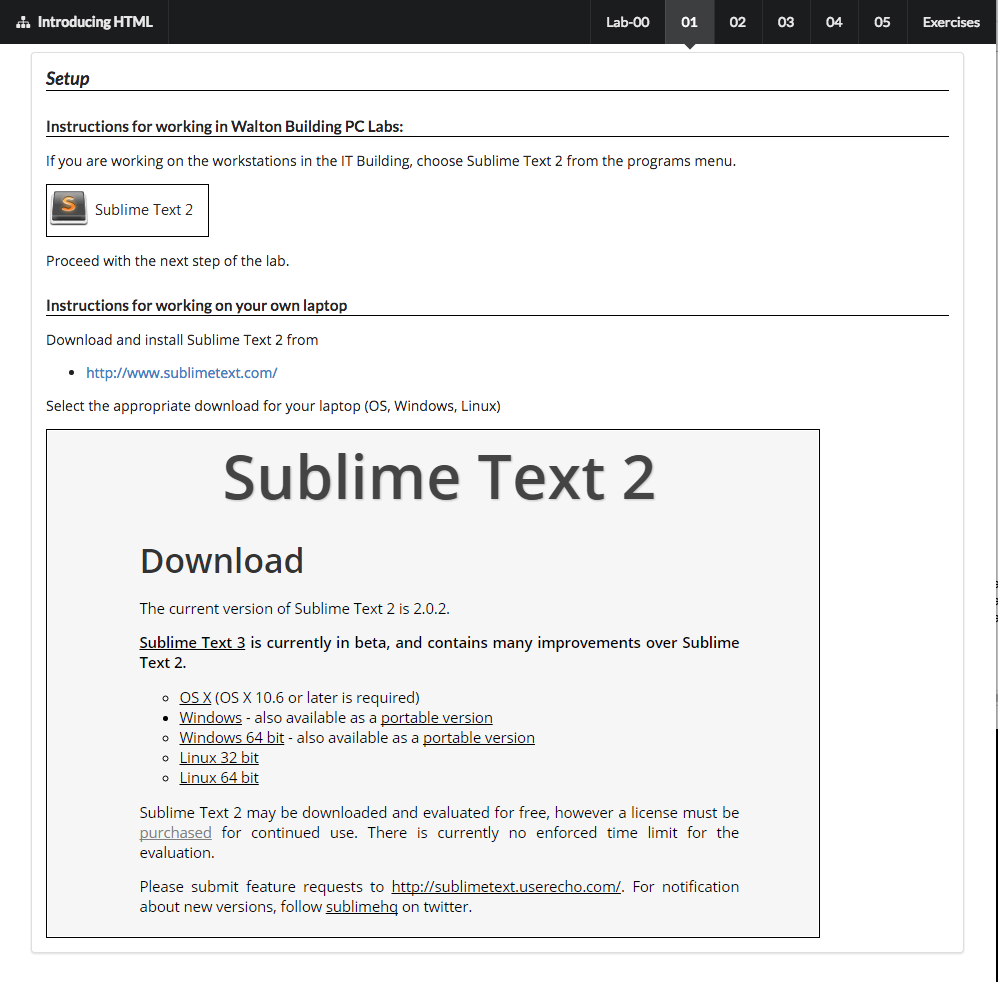 Introducing HTML
Lab-00 01 02 03 04 05 Exercises
Setup
Instructions for working in Walton Building PC Labs:
If you are working on the workstations in the IT Building, choose Sublime Text 2 from the programs menu.
S
Sublime Text 2
Proceed with the next step of the lab.
Instructions for working on your own laptop
Download and install Sublime Text 2 from
• http://www.sublimetext.com/
Select the appropriate download for your laptop (OS, Windows, Linux)
Sublime Text 2
Download
The current version of Sublime Text 2 is 2.0.2.
Sublime Text 3 is currently in beta, and contains many improvements over Sublime
Text 2.
◦ OS X (OS X 10.6 or later is required)
• Windows - also available as a portable version
◦ Windows 64 bit - also available as a portable version
◦ Linux 32 bit
◦ Linux 64 bit
Sublime Text 2 may be downloaded and evaluated for free, however a license must be
purchased for continued use. There is currently no enforced time limit for the
evaluation.
Please submit feature requests to http://sublimetext.userecho.com/. For notification
about new versions, follow sublimehq on twitter.